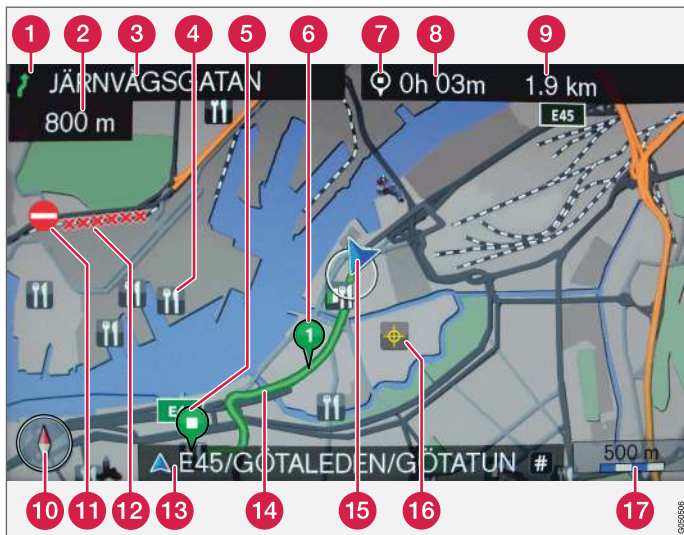 1 2 3 4 5 6 7 8 9
JÄRNVÅGSGATAN
800 m
0h 03m 1.9 km
E45
1
E
E45/GÖTALEDEN/GÖTATUN #
500 m
10 11 12 13 14 15 16 17
G050506